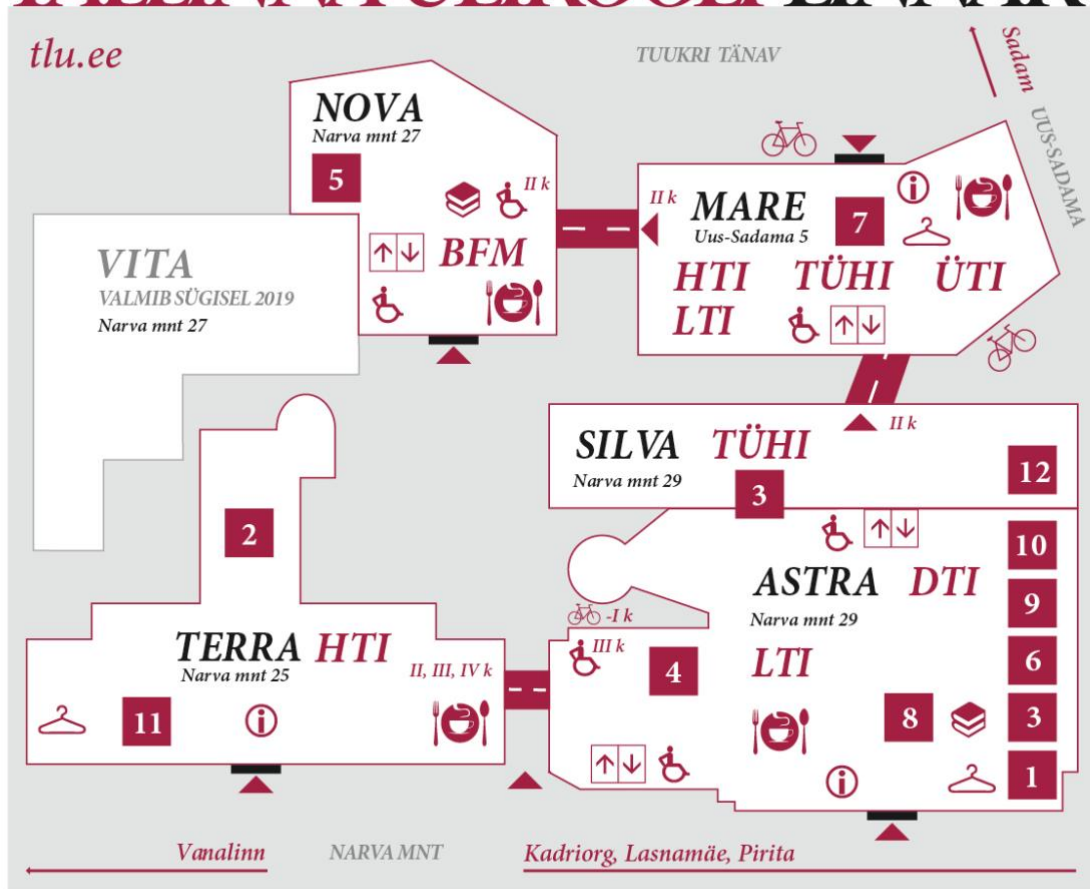 TALLINNA ÜLIKOOLI LINNAK
tlu.ee
TUUKRI TÄNAV
Sadam
UUS-SADAMA
NOVA
Narva mnt 27
5
II k
BFM
II k
MARE
Uus-Sadama 5
7
HTI TÜHI ÜTI
LTI
VITA
VALMIB SÜGISEL 2019
Narva mnt 27
II k
SILVA TÜHI
Narva mnt 29
3
12
2
10
ASTRA DTI
Narva mnt 29
9
-I k
III k
4
LTI
6
TERRA HTI
Narva mnt 25
II, III, IV k
11
8
3
1
Vanalinn
NARVA MNT
Kadriorg, Lasnamäe, Pirita